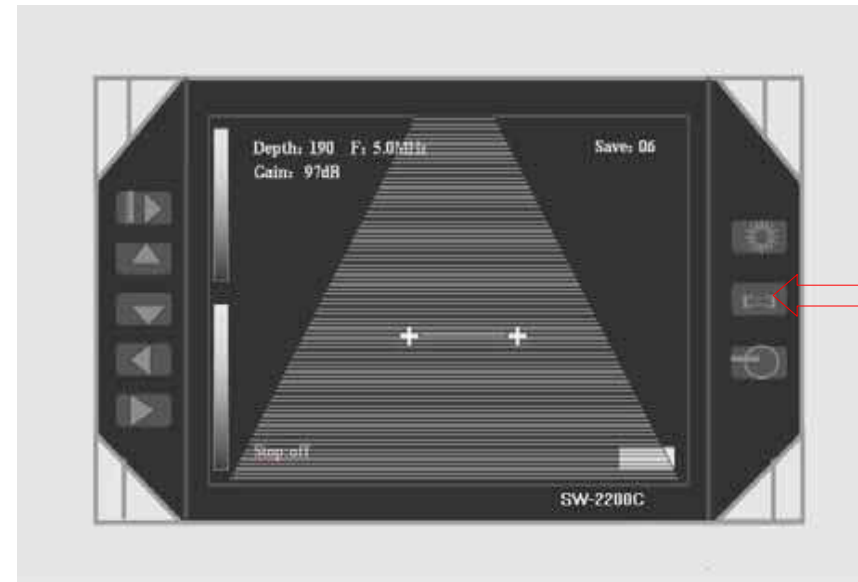 Depth: 190 F: 5.0MHz
Save: 06
Gain: 97dB
Stop:off
SW-2200C